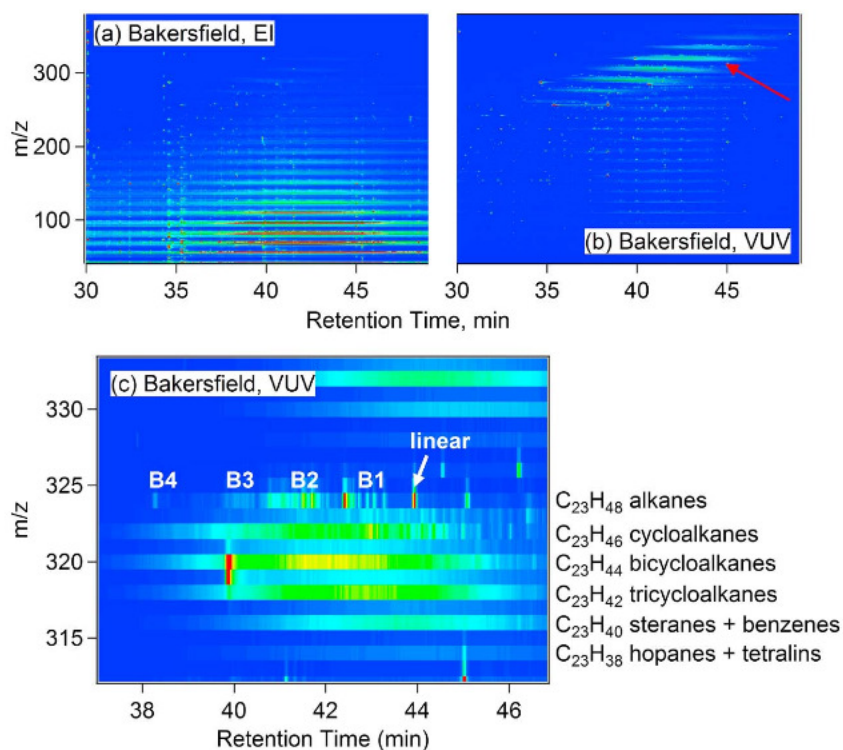 (a) Bakersfield, EI
(b) Bakersfield, VUV
m/z
300
200
100
30
35
40
45
30
35
40
45
Retention Time, min
(c) Bakersfield, VUV
linear
B4
B3
B2
B1
m/z
330
325
320
315
C₂₃H₄₈ alkanes
C₂₃H₄₆ cycloalkanes
C₂₃H₄₄ bicycloalkanes
C₂₃H₄₂ tricycloalkanes
C₂₃H₄₀ steranes + benzenes
C₂₃H₃₈ hopanes + tetralins
38
40
42
44
46
Retention Time (min)